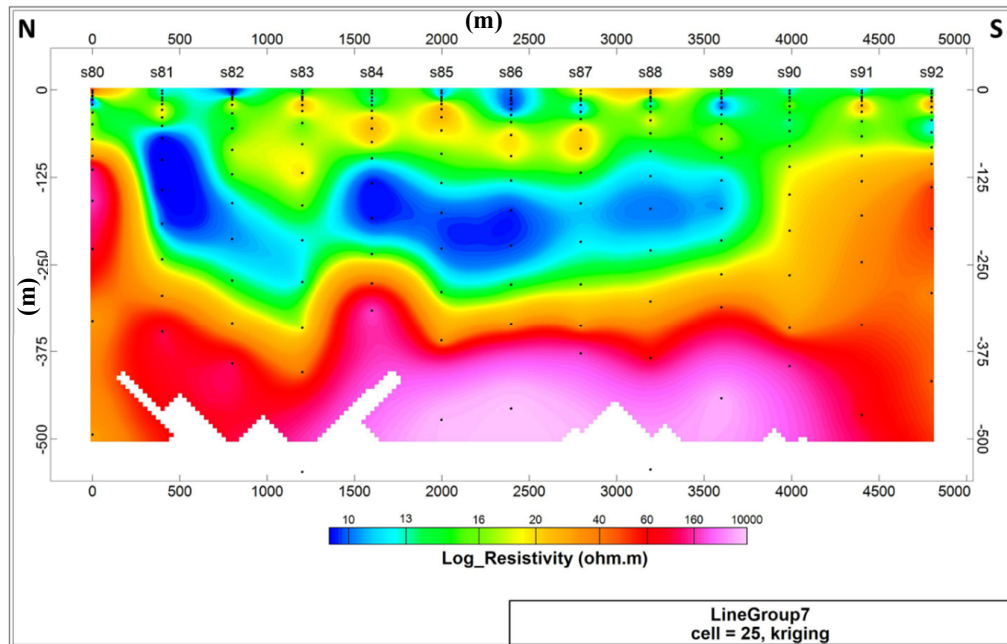 N (m) S
0 500 1000 1500 2000 2500 3000 3500 4000 4500 5000
s80 s81 s82 s83 s84 s85 s86 s87 s88 s89 s90 s91 s92
0 0
-125 -125
-250 -250
(m)
-375 -375
-500 -500
0 500 1000 1500 2000 2500 3000 3500 4000 4500 5000
10 13 16 20 40 60 160 10000
Log_Resistivity (ohm.m)
LineGroup7
cell = 25, kriging